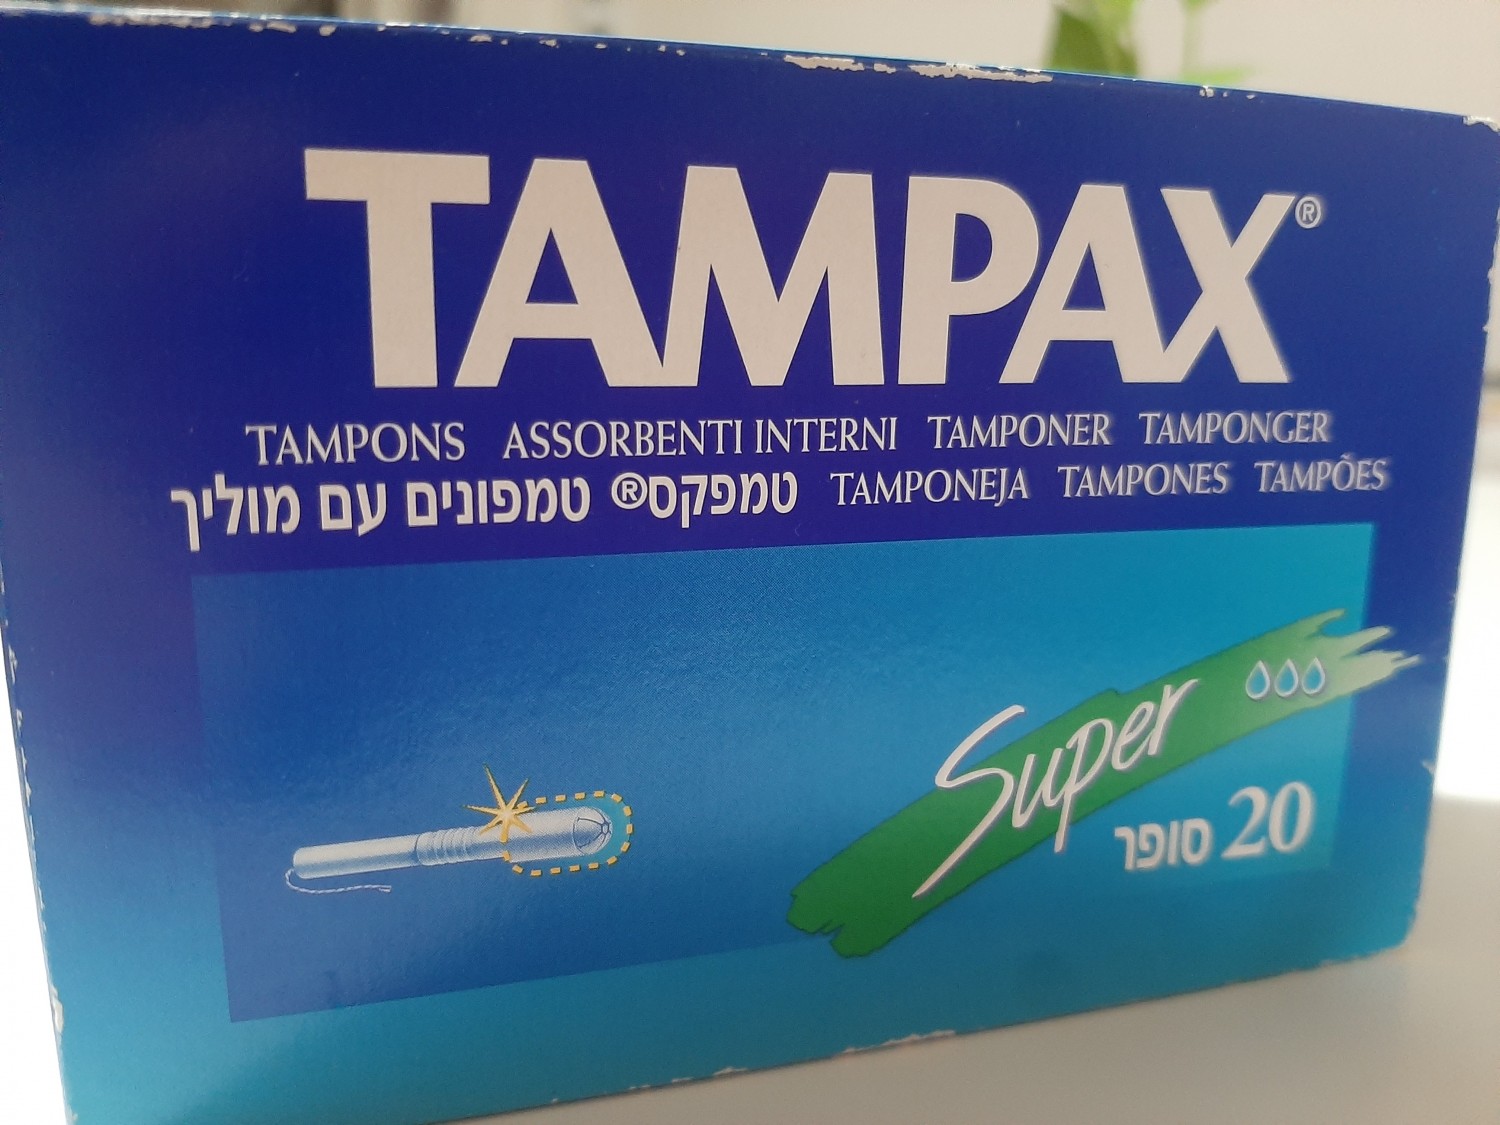 TAMPAX®
TAMPONS ASSORBENTI INTERNI TAMPONER TAMPONGER
טמפקס® טמפונים עם מוליך TAMPONEJA TAMPONES TAMPÕES
Super
20 סופר